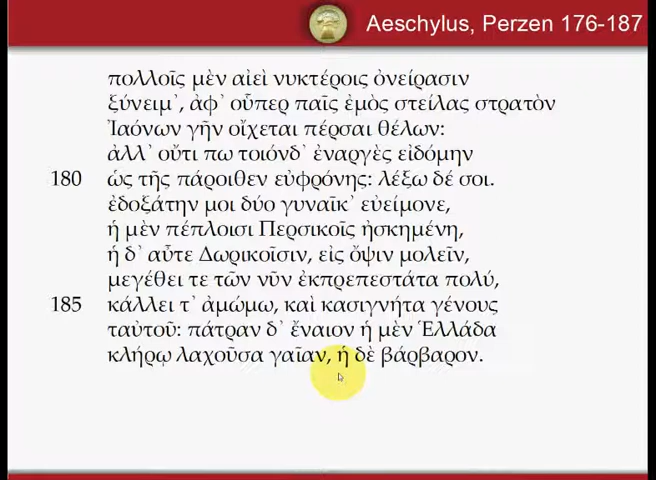 Aeschylus, Perzen 176-187
πολλοῖς μὲν αἰεὶ νυκτέροις ὀνείρασιν
ξύνειμ’, ἀφ’ οὗπερ παῖς ἐμὸς στείλας στρατὸν
Ἰαόνων γῆν οἴχεται πέρσαι θέλων:
ἀλλ’ οὔτι πω τοιόνδ’ ἐναργὲς εἰδόμην
180 ὡς τῆς πάροιθεν εὐφρόνης: λέξω δέ σοι.
ἐδοξάτην μοι δύο γυναῖκ’ εὐείμονε,
ἡ μὲν πέπλοισι Περσικοῖς ἠσκημένη,
ἡ δ’ αὖτε Δωρικοῖσιν, εἰς ὄψιν μολεῖν,
μεγέθει τε τῶν νῦν ἐκπρεπεστάτα πολύ,
185 κάλλει τ’ ἀμώμω, καὶ κασιγνήτα γένους
ταὐτοῦ: πάτραν δ’ ἔναιον ἡ μὲν Ἑλλάδα
κλήρῳ λαχοῦσα γαῖαν, ἡ δὲ βάρβαρον.